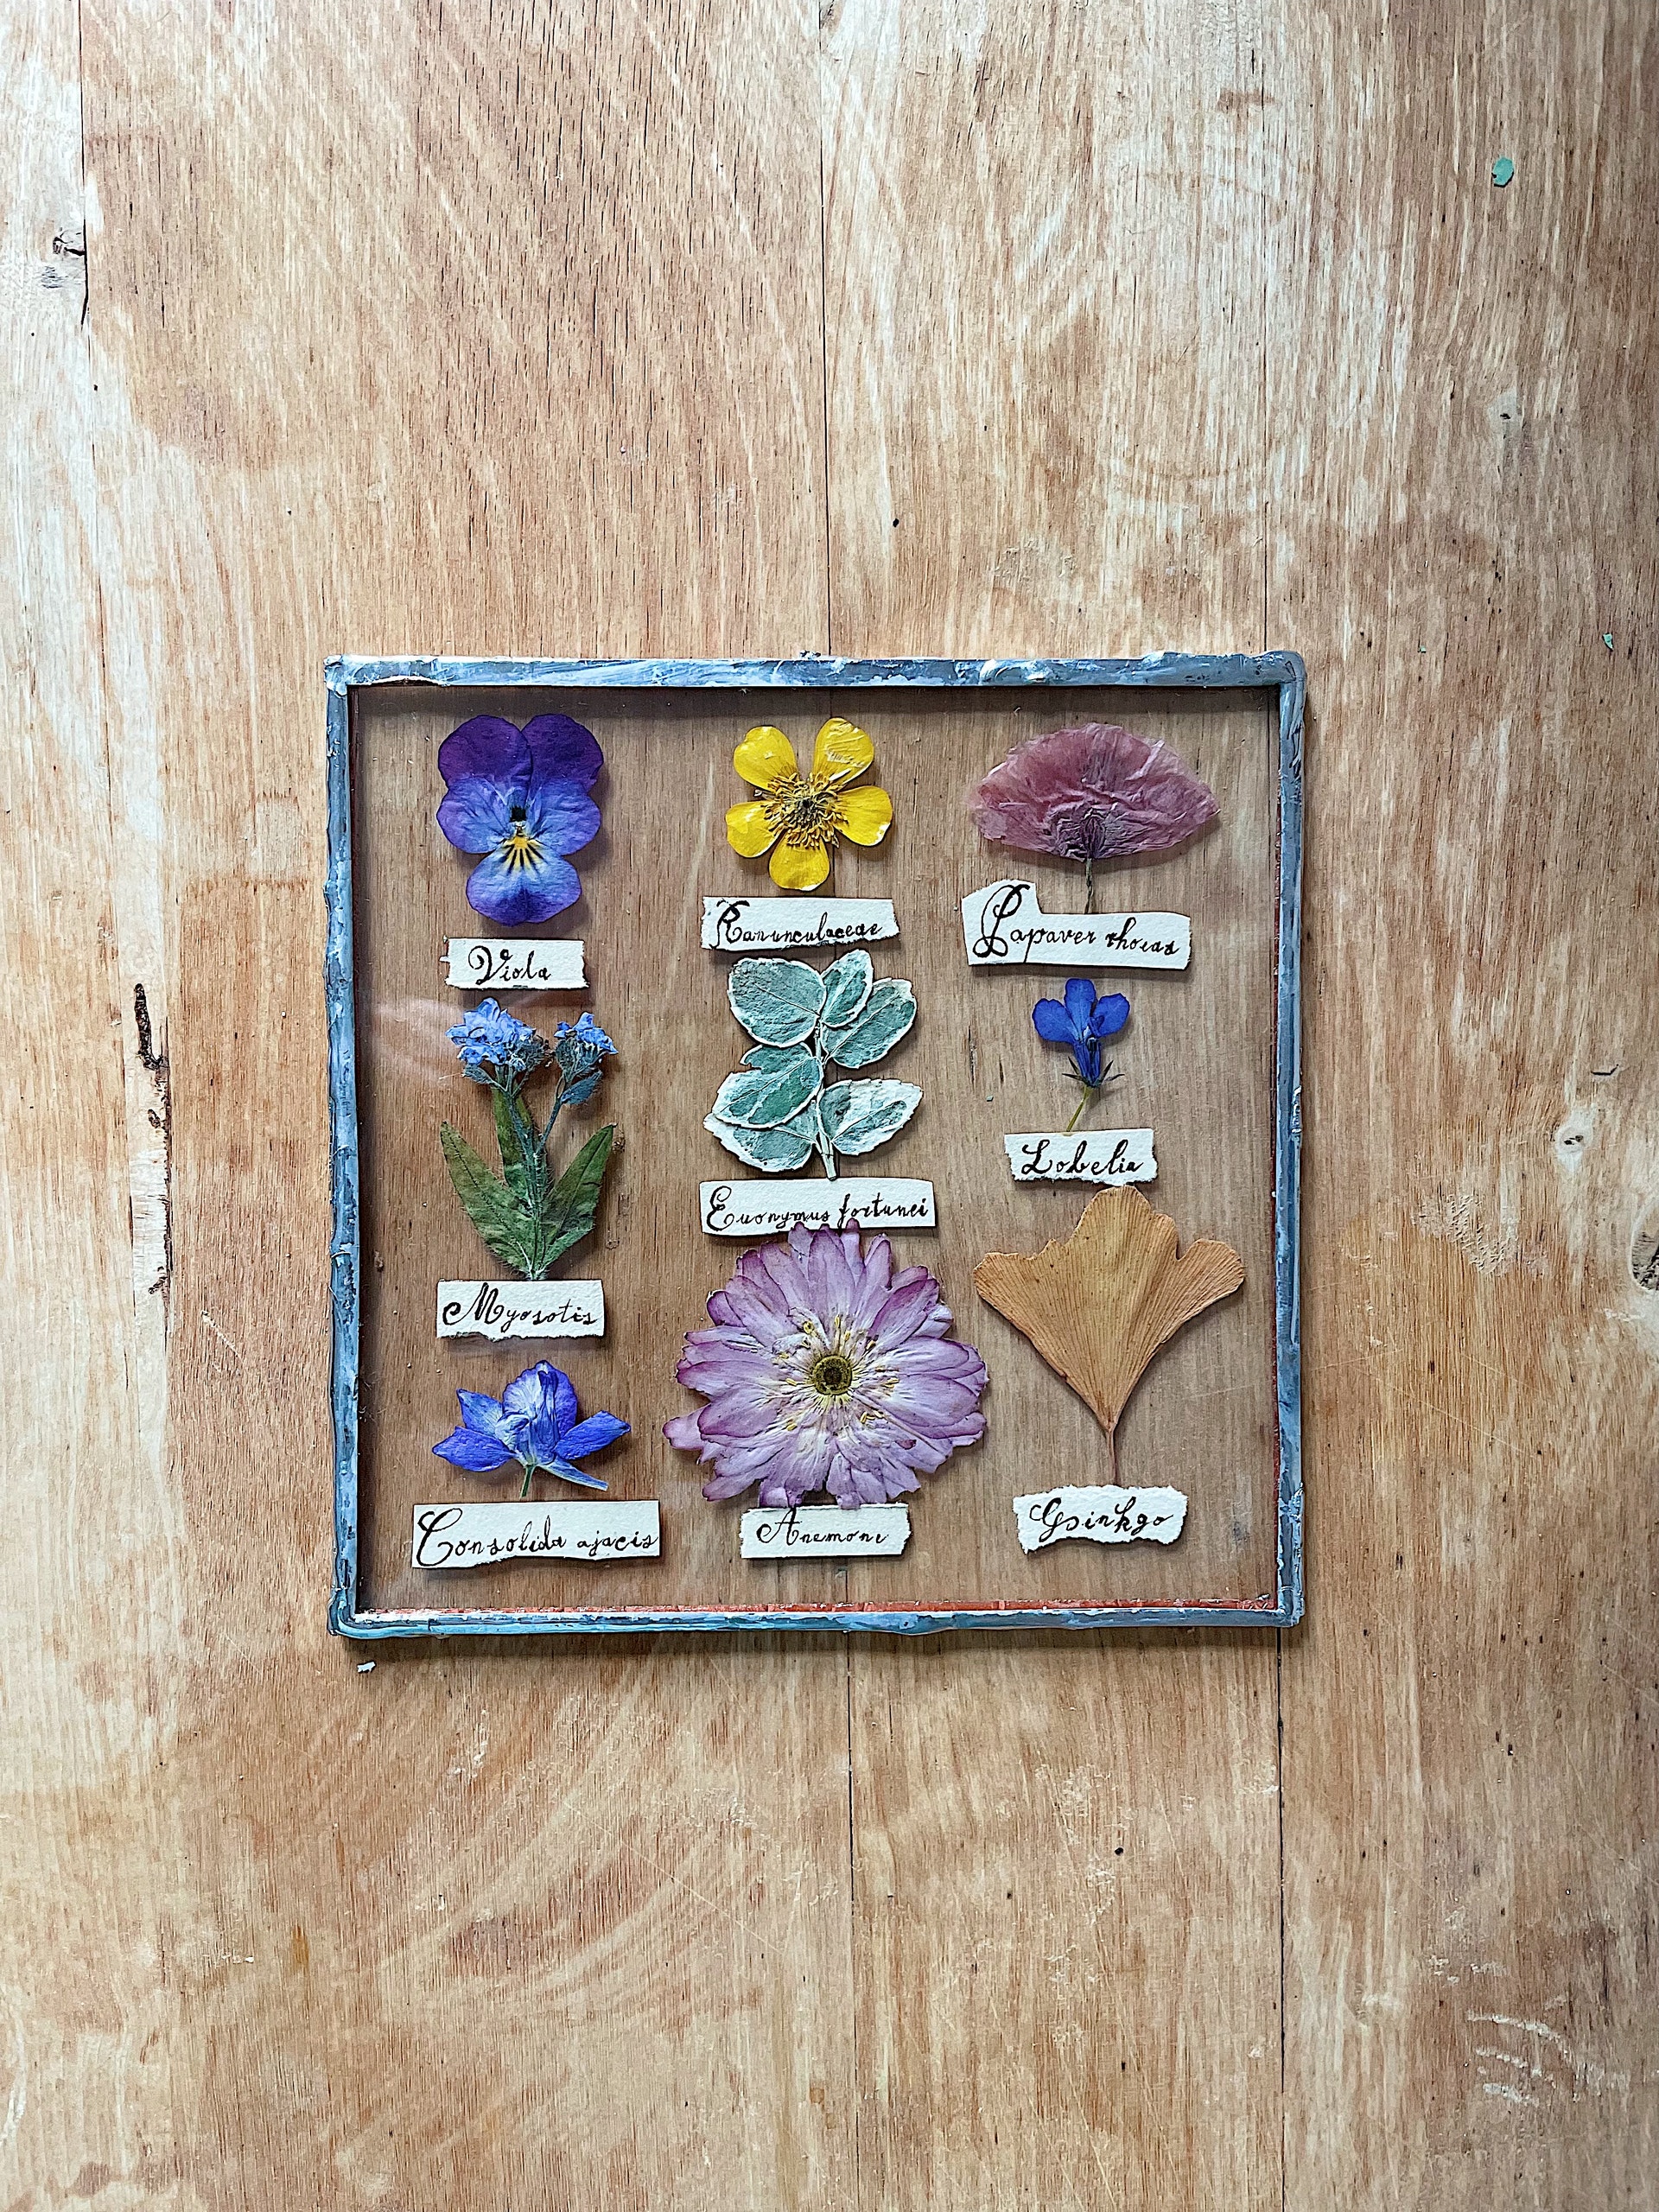 Viola
Ranunculaceae
Papaver rhoeas
Myosotis
Euonymus fortunei
Lobelia
Consolida ajacis
Anemone
Ginkgo